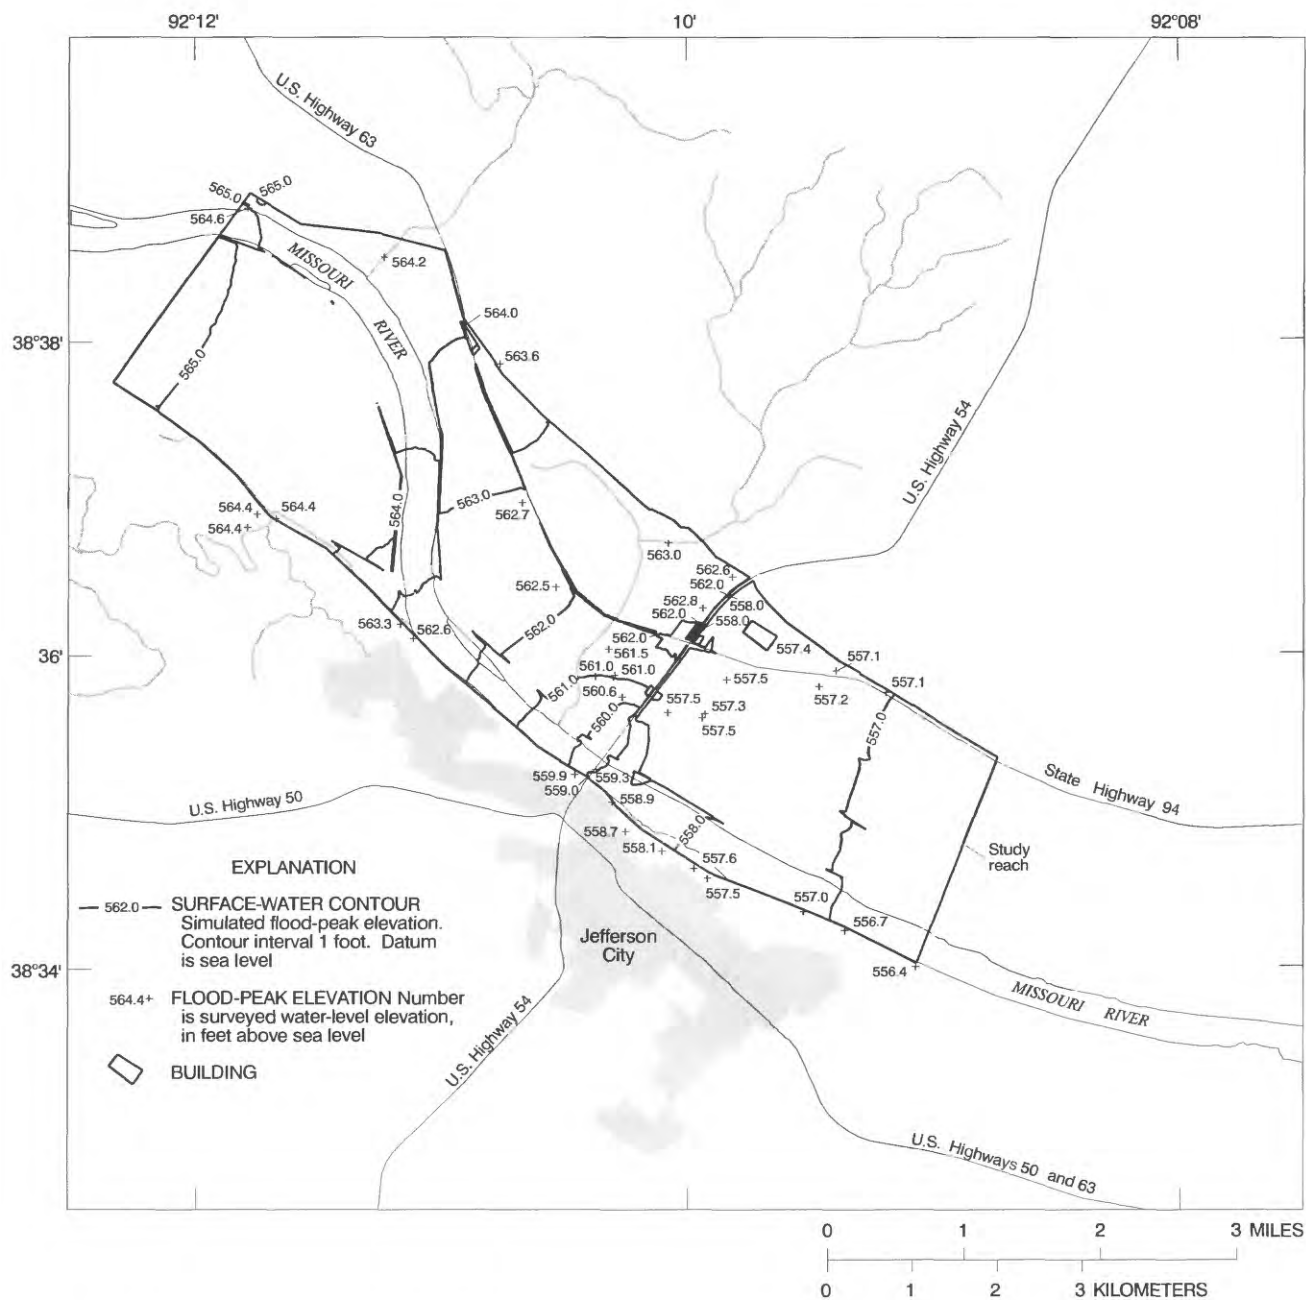 92°12'
10'
92°08'
U.S. Highway 63
565.0
565.0
564.6
MISSOURI
RIVER
564.2
38°38'
564.0
563.6
565.0
U.S. Highway 54
564.4
564.4
564.4
564.0
563.0
562.7
563.0
562.6
562.0
562.5
562.8
558.0
562.0
558.0
563.3
562.6
562.0
562.0
561.5
557.4
557.1
36'
561.0
561.0
561.0
557.5
557.1
560.6
557.5
557.3
557.2
560.0
557.5
557.0
559.9
559.3
559.0
State Highway 94
U.S. Highway 50
558.9
558.7
558.0
558.1
557.6
Study
reach
557.5
557.0
556.7
EXPLANATION
562.0
SURFACE-WATER CONTOUR
Simulated flood-peak elevation.
Contour interval 1 foot. Datum
is sea level
Jefferson
City
38°34'
556.4
MISSOURI RIVER
564.4+
FLOOD-PEAK ELEVATION Number
is surveyed water-level elevation,
in feet above sea level
U.S. Highway 54
BUILDING
U.S. Highways 50 and 63
0 1 2 3 MILES
0 1 2 3 KILOMETERS